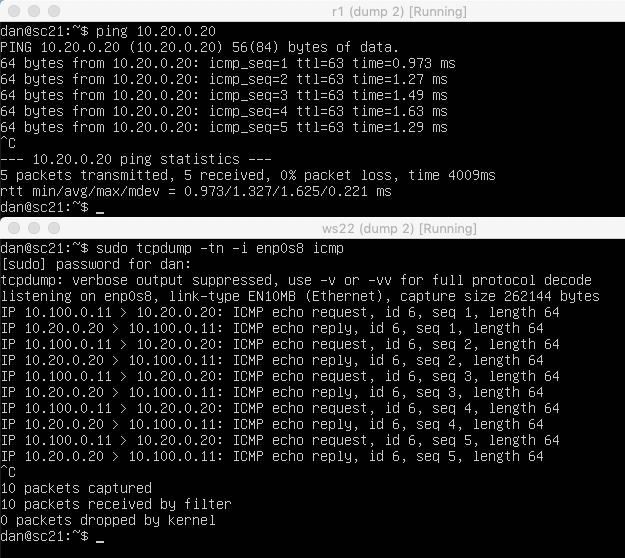 r1 (dump 2) [Running]
dan@sc21:~$ ping 10.20.0.20
PING 10.20.0.20 (10.20.0.20) 56(84) bytes of data.
64 bytes from 10.20.0.20: icmp_seq=1 ttl=63 time=0.973 ms
64 bytes from 10.20.0.20: icmp_seq=2 ttl=63 time=1.27 ms
64 bytes from 10.20.0.20: icmp_seq=3 ttl=63 time=1.49 ms
64 bytes from 10.20.0.20: icmp_seq=4 ttl=63 time=1.63 ms
64 bytes from 10.20.0.20: icmp_seq=5 ttl=63 time=1.29 ms
^C
--- 10.20.0.20 ping statistics ---
5 packets transmitted, 5 received, 0% packet loss, time 4009ms
rtt min/avg/max/mdev = 0.973/1.327/1.625/0.221 ms
dan@sc21:~$ _
ws22 (dump 2) [Running]
dan@sc21:~$ sudo tcpdump -tn -i enp0s8 icmp
[sudo] password for dan:
tcpdump: verbose output suppressed, use -v or -vv for full protocol decode
listening on enp0s8, link-type EN10MB (Ethernet), capture size 262144 bytes
IP 10.100.0.11 > 10.20.0.20: ICMP echo request, id 6, seq 1, length 64
IP 10.20.0.20 > 10.100.0.11: ICMP echo reply, id 6, seq 1, length 64
IP 10.100.0.11 > 10.20.0.20: ICMP echo request, id 6, seq 2, length 64
IP 10.20.0.20 > 10.100.0.11: ICMP echo reply, id 6, seq 2, length 64
IP 10.100.0.11 > 10.20.0.20: ICMP echo request, id 6, seq 3, length 64
IP 10.20.0.20 > 10.100.0.11: ICMP echo reply, id 6, seq 3, length 64
IP 10.100.0.11 > 10.20.0.20: ICMP echo request, id 6, seq 4, length 64
IP 10.20.0.20 > 10.100.0.11: ICMP echo reply, id 6, seq 4, length 64
IP 10.100.0.11 > 10.20.0.20: ICMP echo request, id 6, seq 5, length 64
IP 10.20.0.20 > 10.100.0.11: ICMP echo reply, id 6, seq 5, length 64
^C
10 packets captured
10 packets received by filter
0 packets dropped by kernel
dan@sc21:~$ _